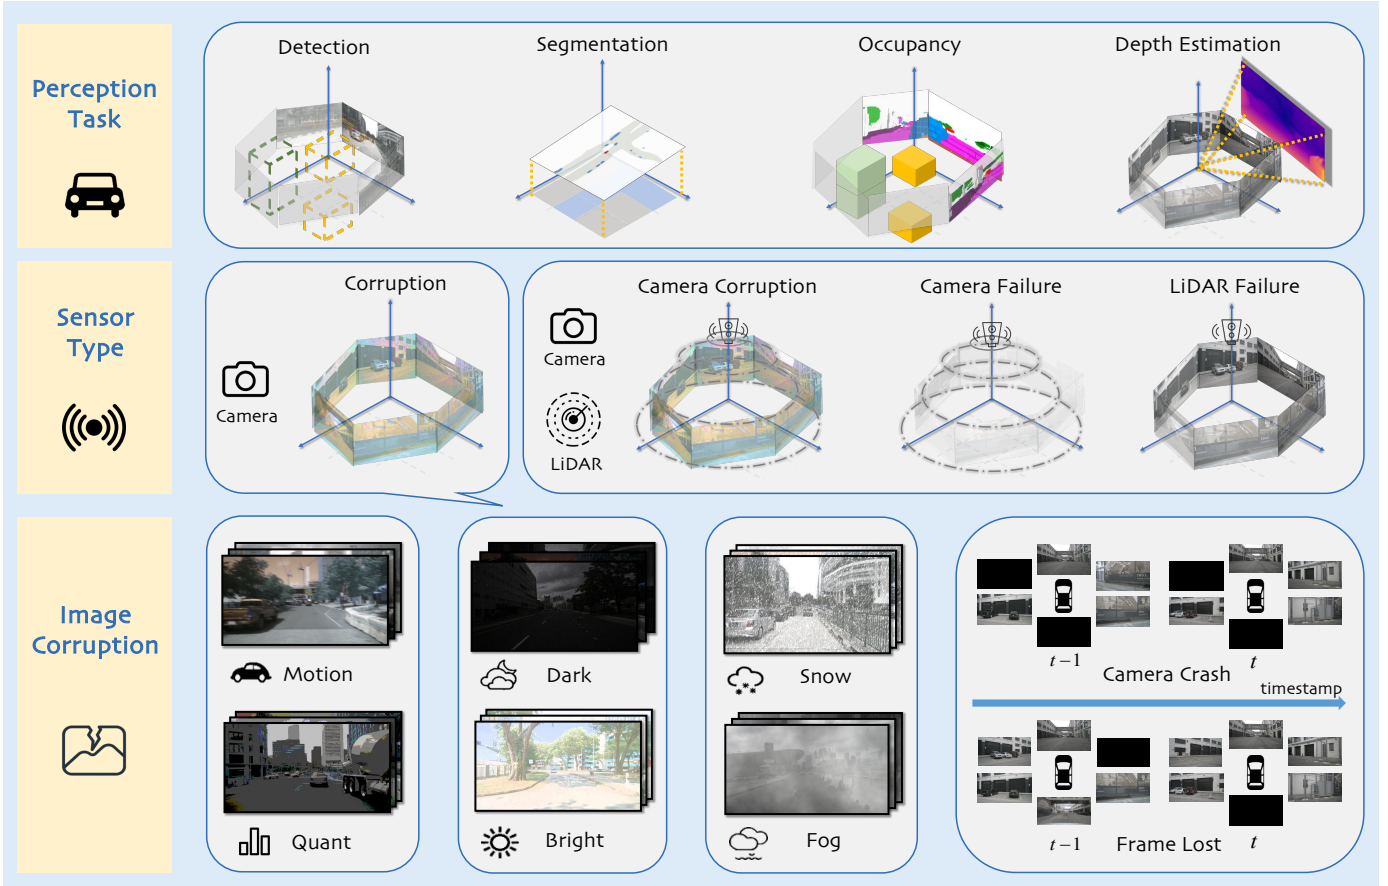 Perception
Task
Detection
Segmentation
Occupancy
Depth Estimation
Sensor
Type
Corruption
Camera
Camera
LiDAR
Camera Corruption
Camera Failure
LiDAR Failure
Image
Corruption
Motion
Dark
Snow
Quant
Bright
Fog
t−1
t
Camera Crash
timestamp
t−1
Frame Lost
t